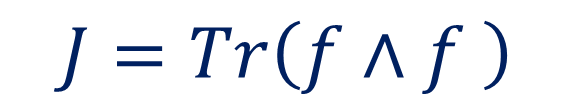 J = Tr(f ∧ f )